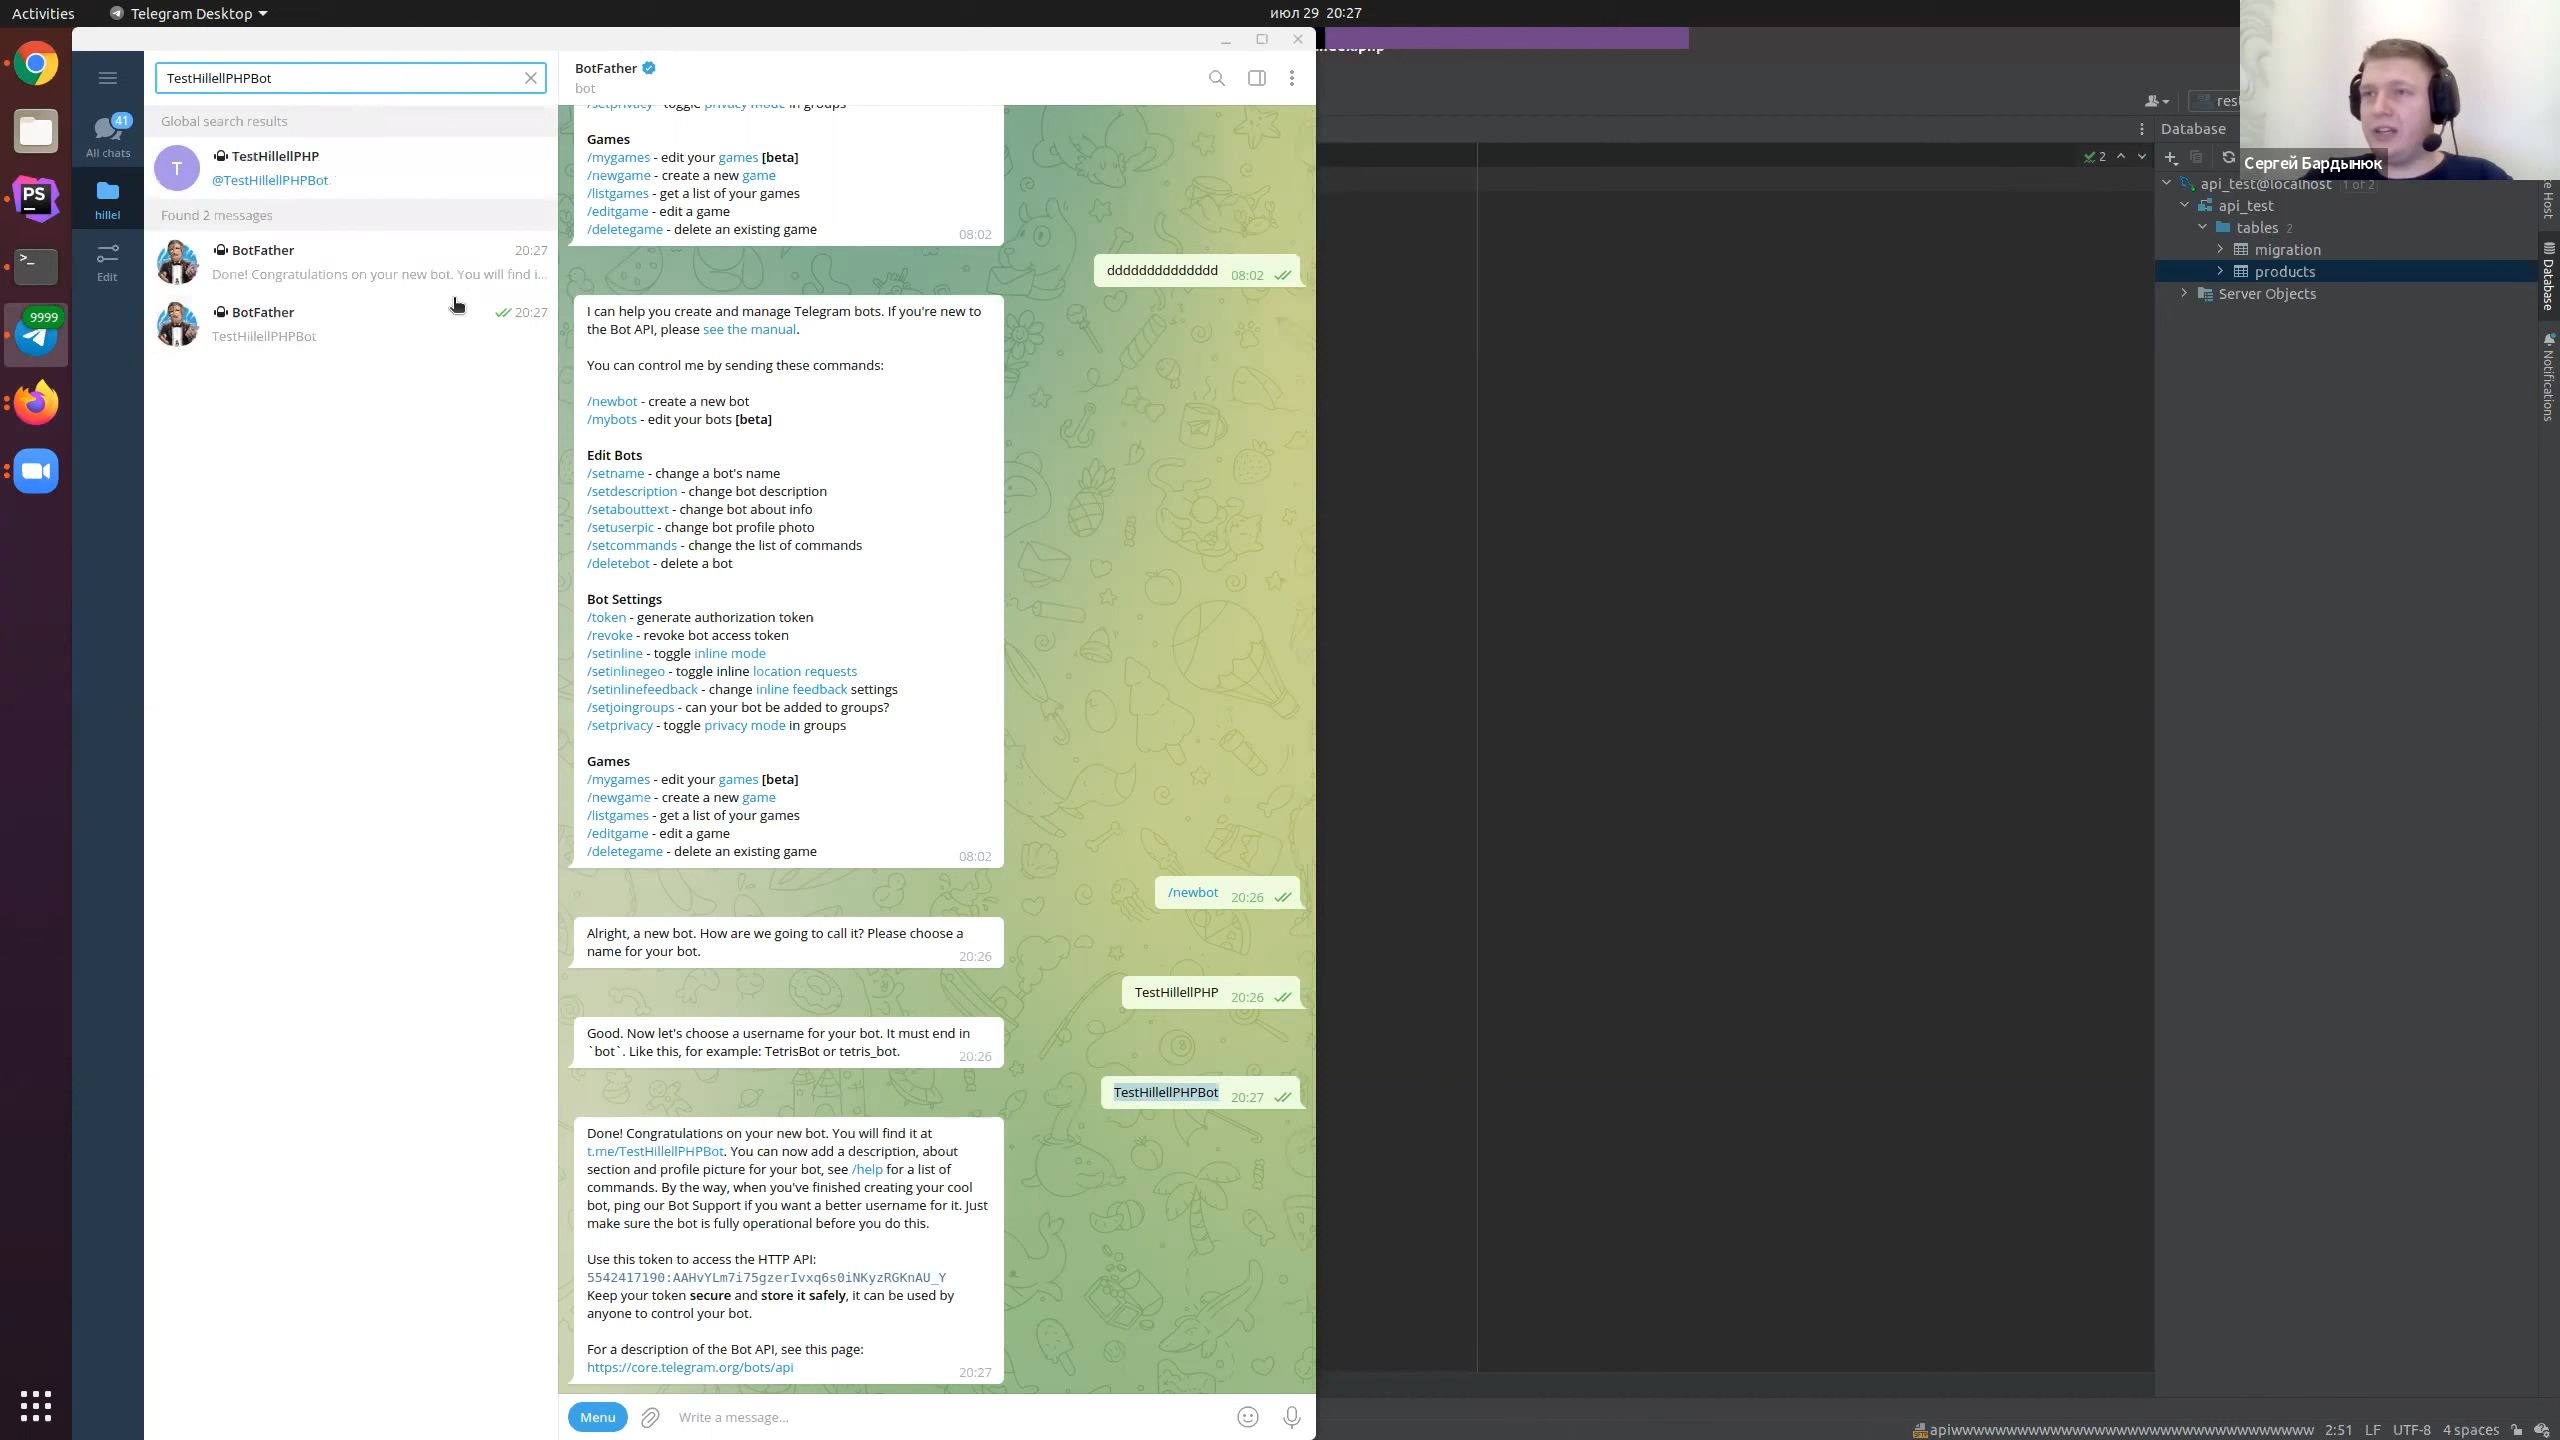 Activities
Telegram Desktop
июл 29 20:27
TestHillellPHPBot
Global search results
41
All chats
hillel
Edit
T
TestHillellPHP
@TestHillellPHPBot
Found 2 messages
BotFather
20:27
Done! Congratulations on your new bot. You will find i...
BotFather
20:27
TestHillellPHPBot
PS
>_
9999
BotFather
bot
/setprivacy - toggle privacy mode in groups
Games
/mygames - edit your games [beta]
/newgame - create a new game
/listgames - get a list of your games
/editgame - edit a game
/deletegame - delete an existing game
08:02
dddddddddddddd 08:02
I can help you create and manage Telegram bots. If you're new to
the Bot API, please see the manual.
You can control me by sending these commands:
/newbot - create a new bot
/mybots - edit your bots [beta]
Edit Bots
/setname - change a bot's name
/setdescription - change bot description
/setabouttext - change bot about info
/setuserpic - change bot profile photo
/setcommands - change the list of commands
/deletebot - delete a bot
Bot Settings
/token - generate authorization token
/revoke - revoke bot access token
/setinline - toggle inline mode
/setinlinegeo - toggle inline location requests
/setinlinefeedback - change inline feedback settings
/setjoingroups - can your bot be added to groups?
/setprivacy - toggle privacy mode in groups
Games
/mygames - edit your games [beta]
/newgame - create a new game
/listgames - get a list of your games
/editgame - edit a game
/deletegame - delete an existing game
08:02
/newbot 20:26
Alright, a new bot. How are we going to call it? Please choose a
name for your bot.
20:26
TestHillellPHP 20:26
Good. Now let's choose a username for your bot. It must end in
`bot`. Like this, for example: TetrisBot or tetris_bot.
20:26
TestHillellPHPBot 20:27
Done! Congratulations on your new bot. You will find it at
t.me/TestHillellPHPBot. You can now add a description, about
section and profile picture for your bot, see /help for a list of
commands. By the way, when you've finished creating your cool
bot, ping our Bot Support if you want a better username for it. Just
make sure the bot is fully operational before you do this.
Use this token to access the HTTP API:
5542417190:AAHvYLm7i75gzerIvxq6s0iNKyzRGKnAU_Y
Keep your token secure and store it safely, it can be used by
anyone to control your bot.
For a description of the Bot API, see this page:
https://core.telegram.org/bots/api
20:27
Menu
Write a message...
2
Database
Сергей Бардынюк
api_test@localhost 1 of 2
api_test
tables 2
migration
products
Server Objects
Database
Notifications
2:51 LF UTF-8 4 spaces